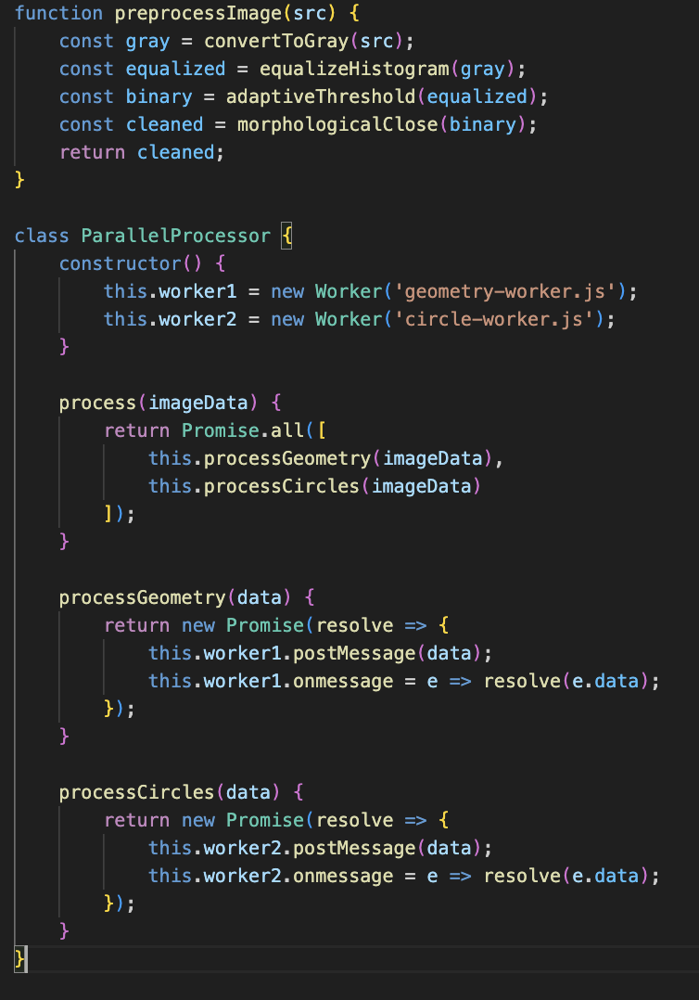 function preprocessImage(src) {
    const gray = convertToGray(src);
    const equalized = equalizeHistogram(gray);
    const binary = adaptiveThreshold(equalized);
    const cleaned = morphologicalClose(binary);
    return cleaned;
}

class ParallelProcessor {
    constructor() {
        this.worker1 = new Worker('geometry-worker.js');
        this.worker2 = new Worker('circle-worker.js');
    }

    process(imageData) {
        return Promise.all([
            this.processGeometry(imageData),
            this.processCircles(imageData)
        ]);
    }

    processGeometry(data) {
        return new Promise(resolve => {
            this.worker1.postMessage(data);
            this.worker1.onmessage = e => resolve(e.data);
        });
    }

    processCircles(data) {
        return new Promise(resolve => {
            this.worker2.postMessage(data);
            this.worker2.onmessage = e => resolve(e.data);
        });
    }
}